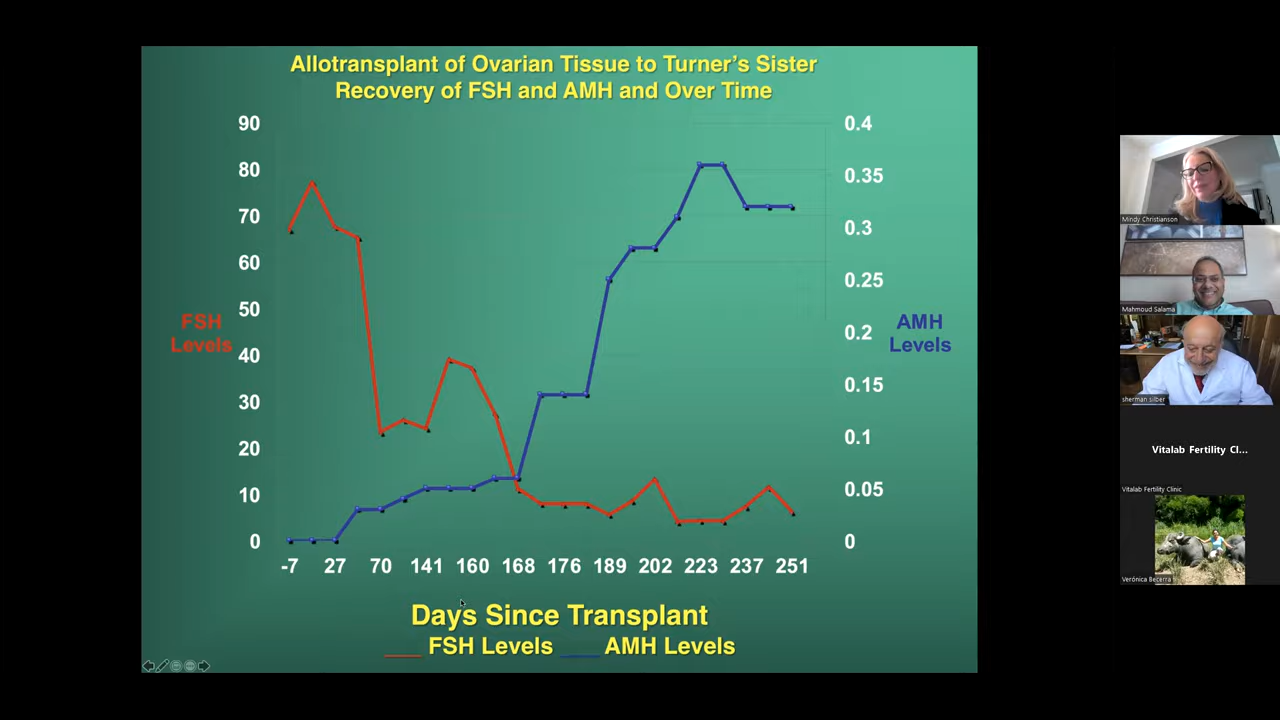 Allotransplant of Ovarian Tissue to Turner's Sister
Recovery of FSH and AMH and Over Time
90
80
70
60
50
40
30
20
10
0
FSH
Levels
0.4
0.35
0.3
0.25
0.2
0.15
0.1
0.05
0
AMH
Levels
-7 27 70 141 160 168 176 189 202 223 237 251
Days Since Transplant
FSH Levels AMH Levels
Mindy Christianson
Mahmoud Salama
sherman silber
Vitalab Fertility Cl...
Vitalab Fertility Clinic
Verónica Becerra